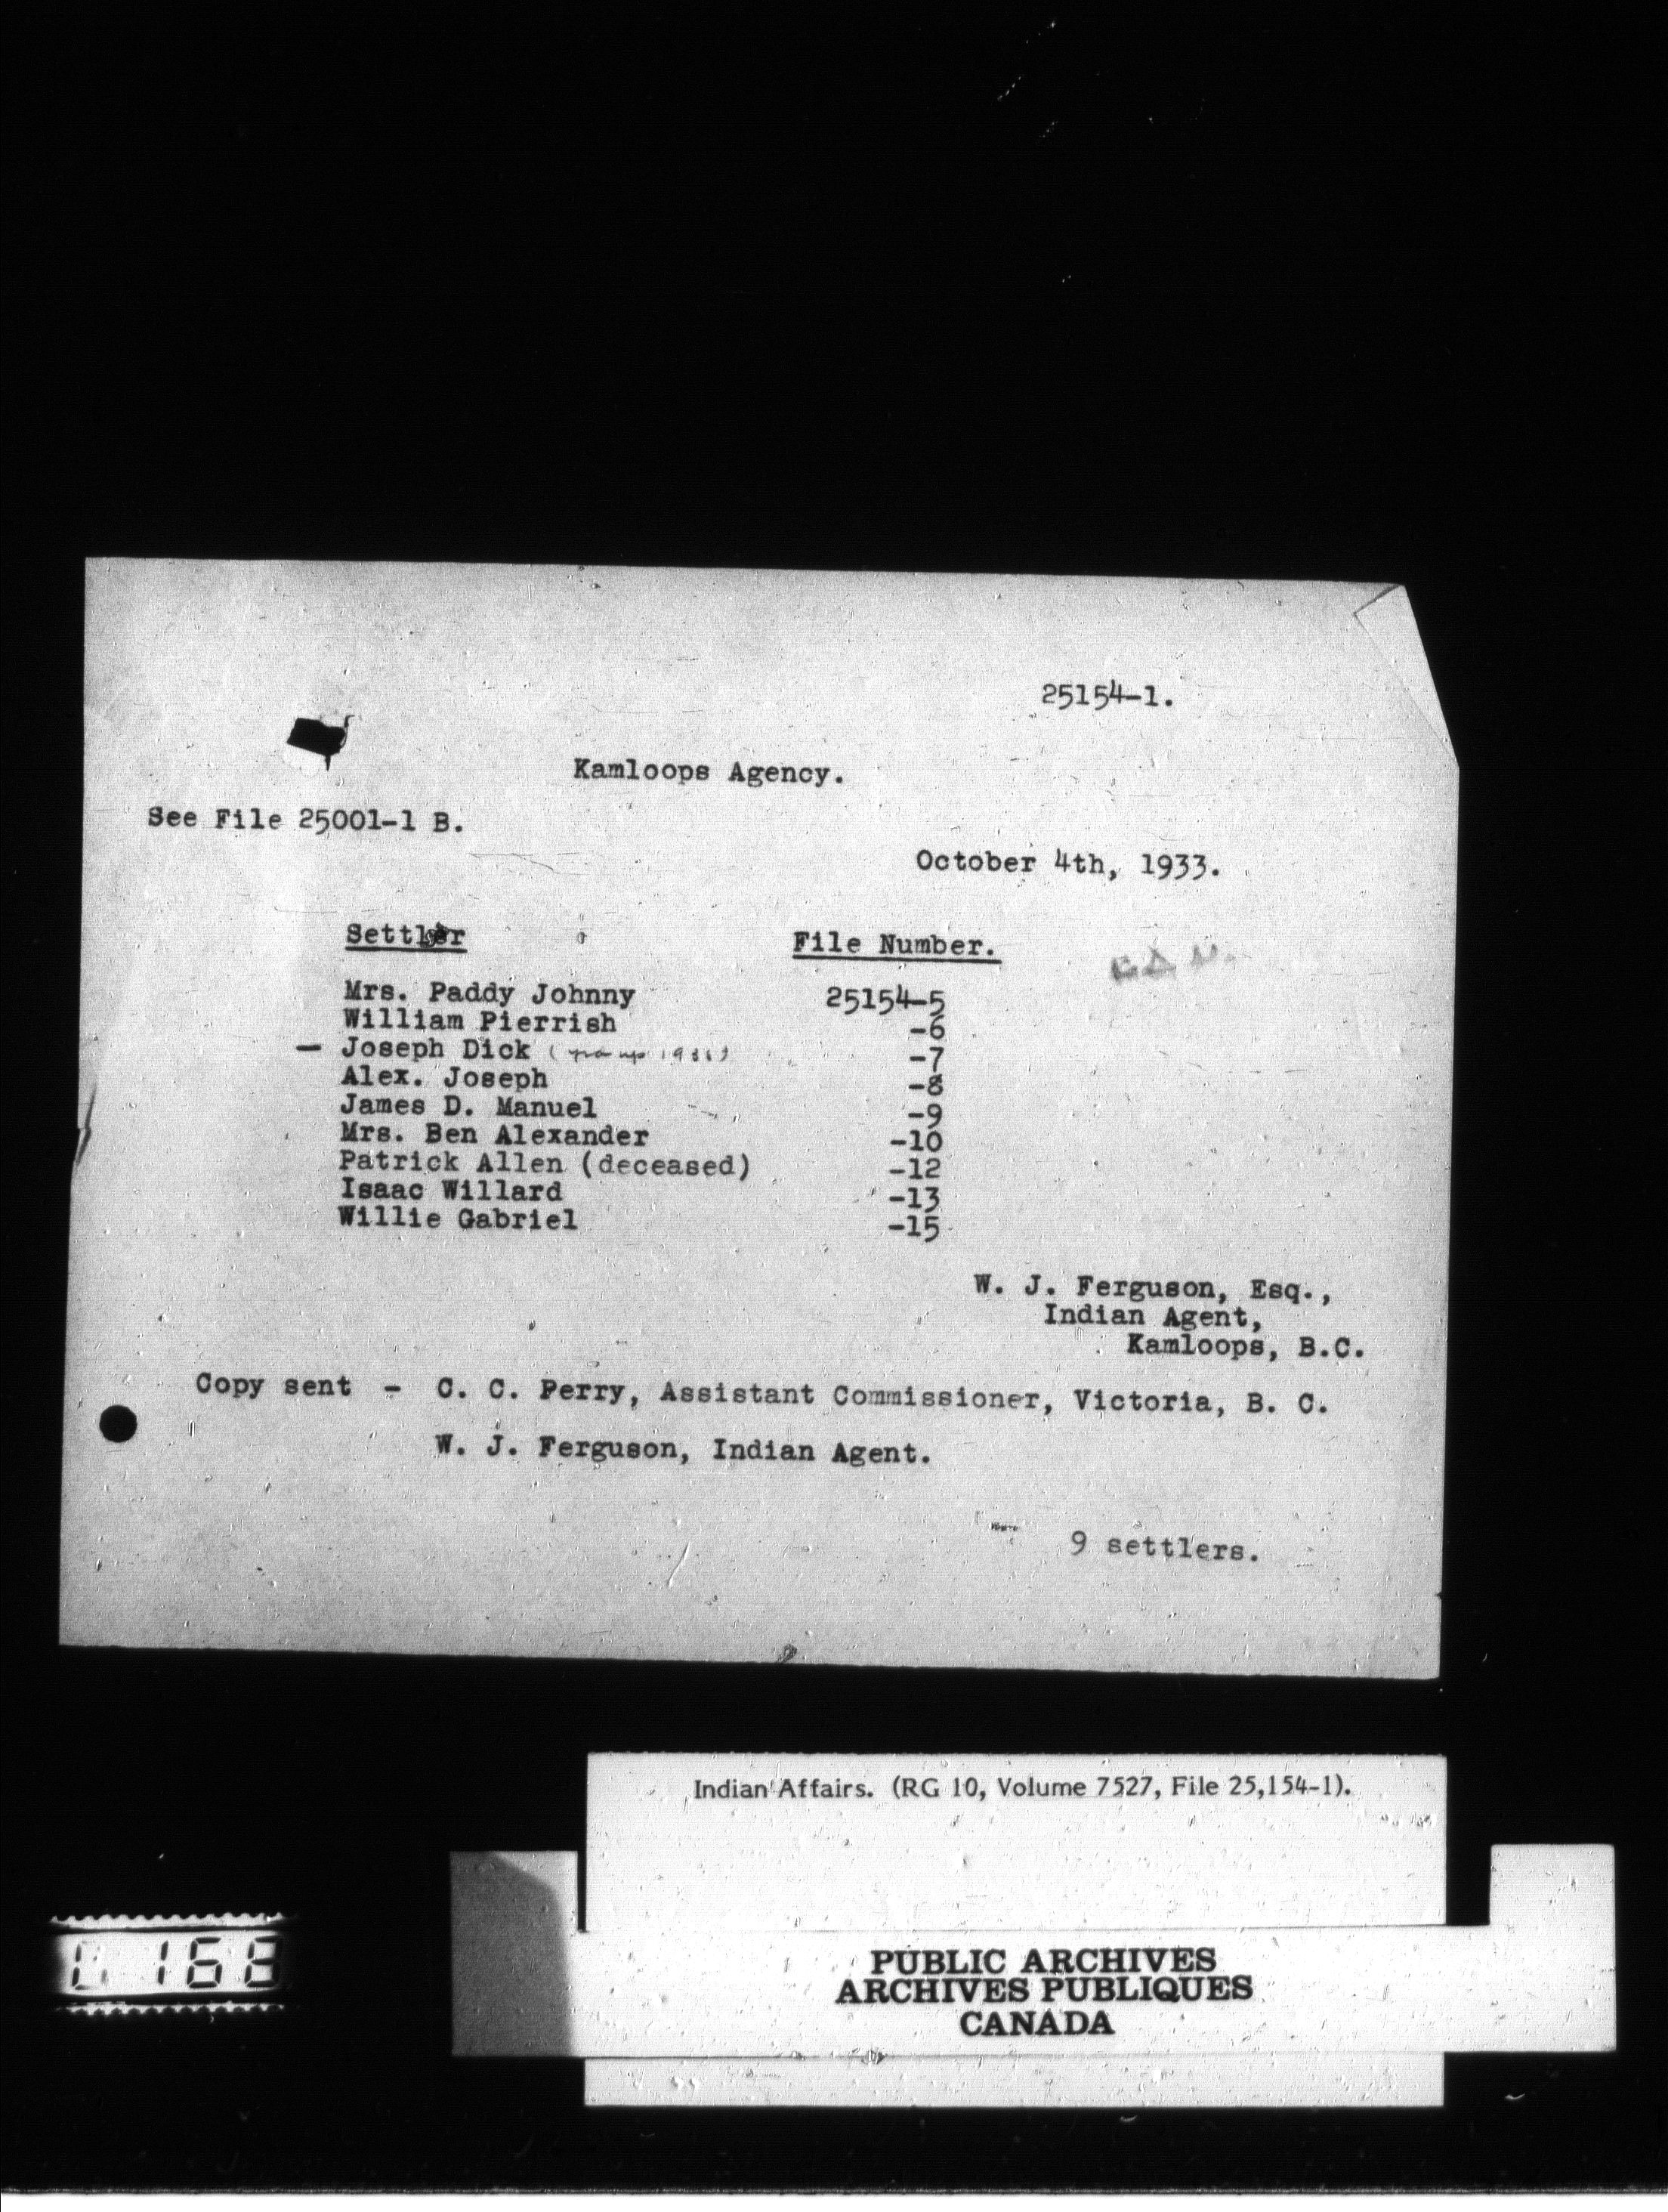 25154-1.
Kamloops Agency.
See File 25001-1 B.
October 4th, 1933.
Settler File Number.
Mrs. Paddy Johnny 25154-5
William Pierrish -6
— Joseph Dick -7
Alex. Joseph -8
James D. Manuel -9
Mrs. Ben Alexander -10
Patrick Allen (deceased) -12
Isaac Willard -13
Willie Gabriel -15
W. J. Ferguson, Esq.,
Indian Agent,
Kamloops, B.C.
Copy sent - C. C. Perry, Assistant Commissioner, Victoria, B. C.
W. J. Ferguson, Indian Agent.
9 settlers.
Indian Affairs. (RG 10, Volume 7527, File 25,154-1).
PUBLIC ARCHIVES
ARCHIVES PUBLIQUES
CANADA